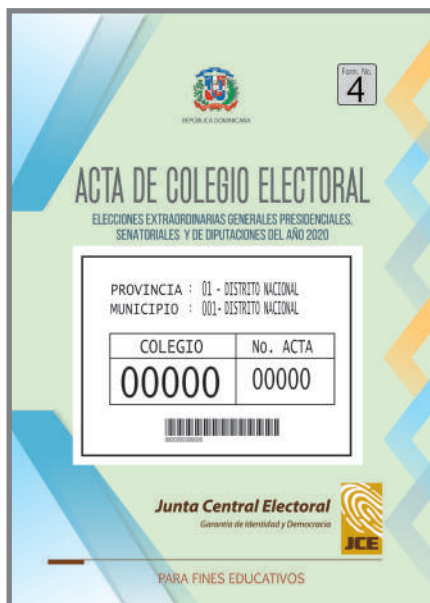 Form. No.
4
REPÚBLICA DOMINICANA
ACTA DE COLEGIO ELECTORAL
ELECCIONES EXTRAORDINARIAS GENERALES PRESIDENCIALES,
SENATORIALES Y DE DIPUTACIONES DEL AÑO 2020
PROVINCIA : 01 - DISTRITO NACIONAL
MUNICIPIO : 001- DISTRITO NACIONAL
COLEGIO No. ACTA
00000 00000
Junta Central Electoral
Garantía de Identidad y Democracia
JCE
PARA FINES EDUCATIVOS